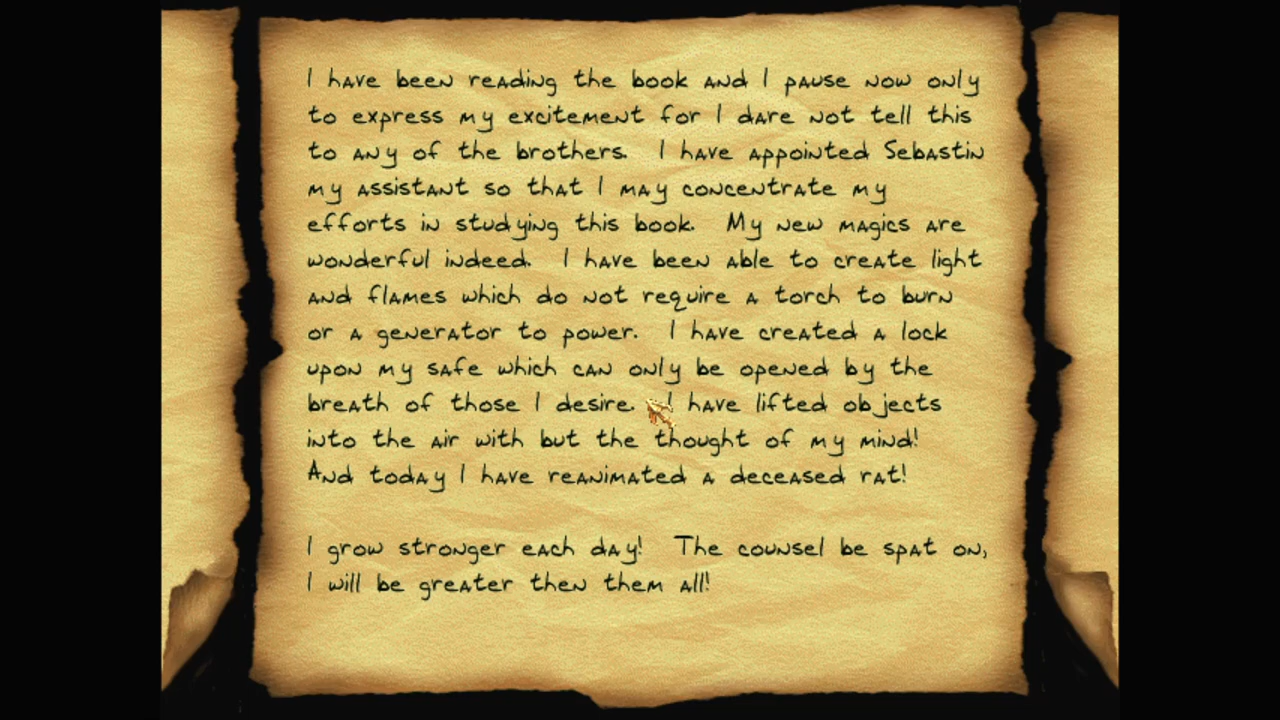 I have been reading the book and I pause now only
to express my excitement for I dare not tell this
to any of the brothers.  I have appointed Sebastin
my assistant so that I may concentrate my
efforts in studying this book.  My new magics are
wonderful indeed.  I have been able to create light
and flames which do not require a torch to burn
or a generator to power.  I have created a lock
upon my safe which can only be opened by the
breath of those I desire.  I have lifted objects
into the air with but the thought of my mind!
And today I have reanimated a deceased rat!

I grow stronger each day!  The counsel be spat on,
I will be greater then them all!